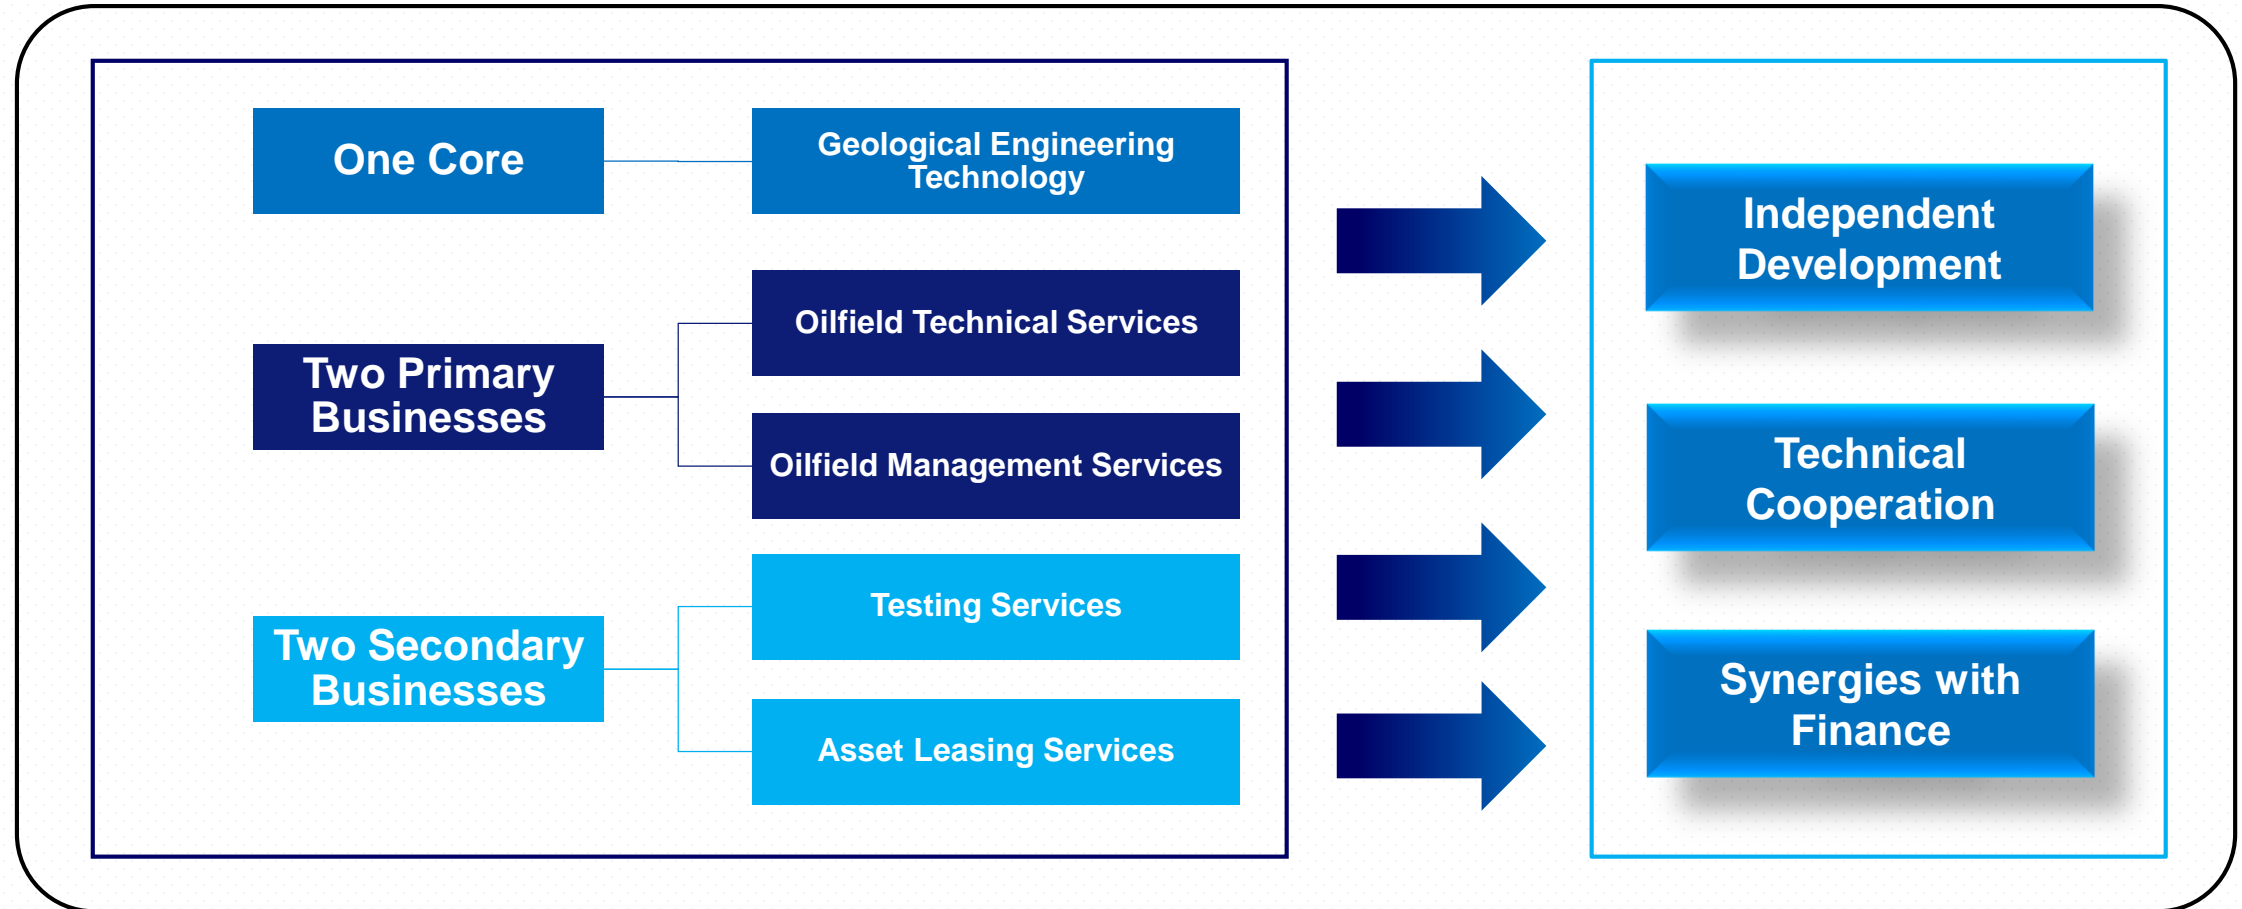 One Core
Geological Engineering
Technology
Two Primary
Businesses
Oilfield Technical Services
Oilfield Management Services
Two Secondary
Businesses
Testing Services
Asset Leasing Services
Independent
Development
Technical
Cooperation
Synergies with
Finance